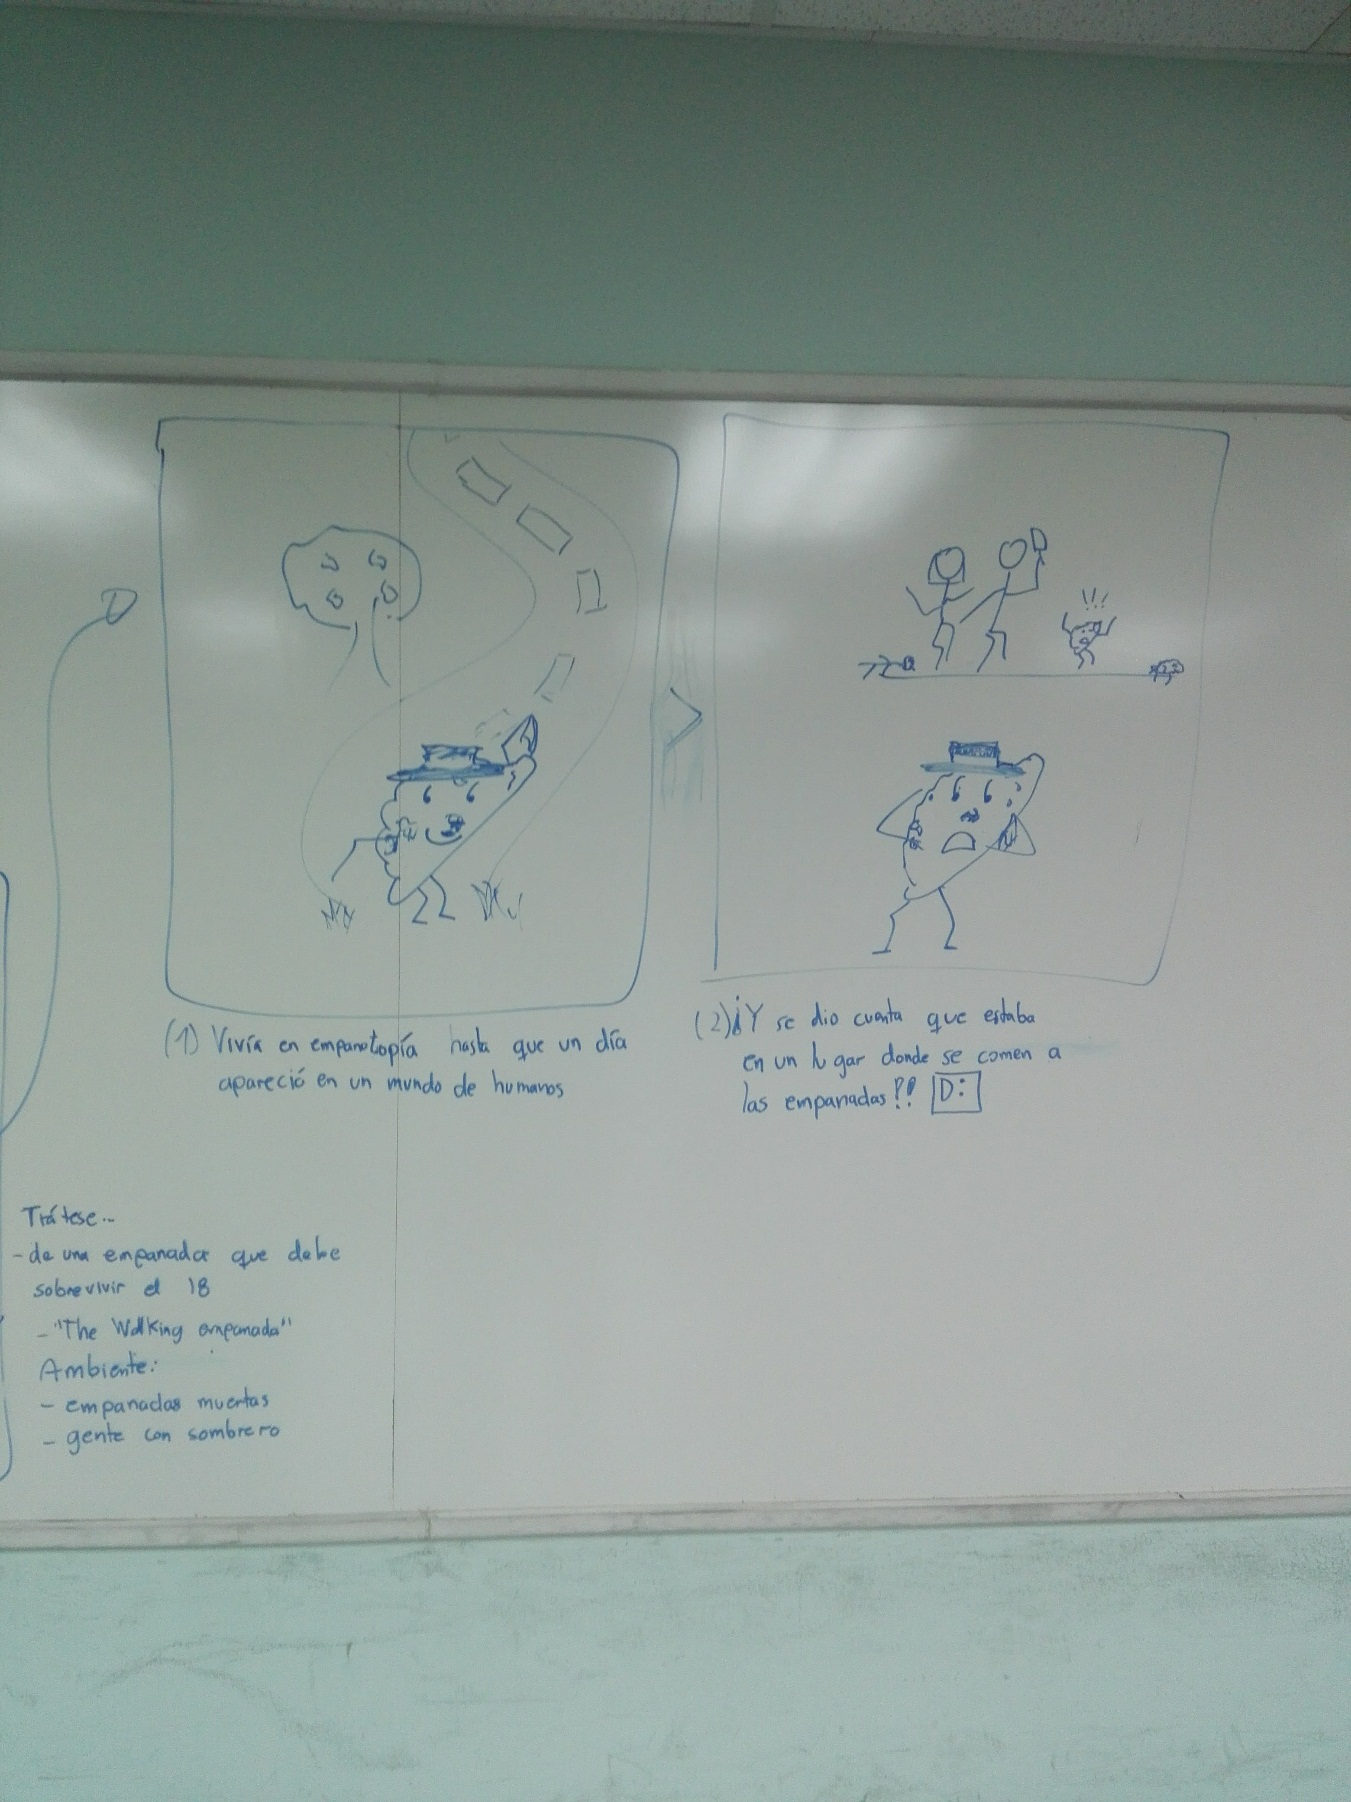 (1) Vivía en empanotopía hasta que un día
apareció en un mundo de humanos
(2) ¡¿Y se dio cuenta que estaba
en un lugar donde se comen a
las empanadas?! D:
Trátese..
- de una empanada que debe
sobrevivir el 18
- "The Walking empanada"
Ambiente:
- empanadas muertas
- gente con sombrero